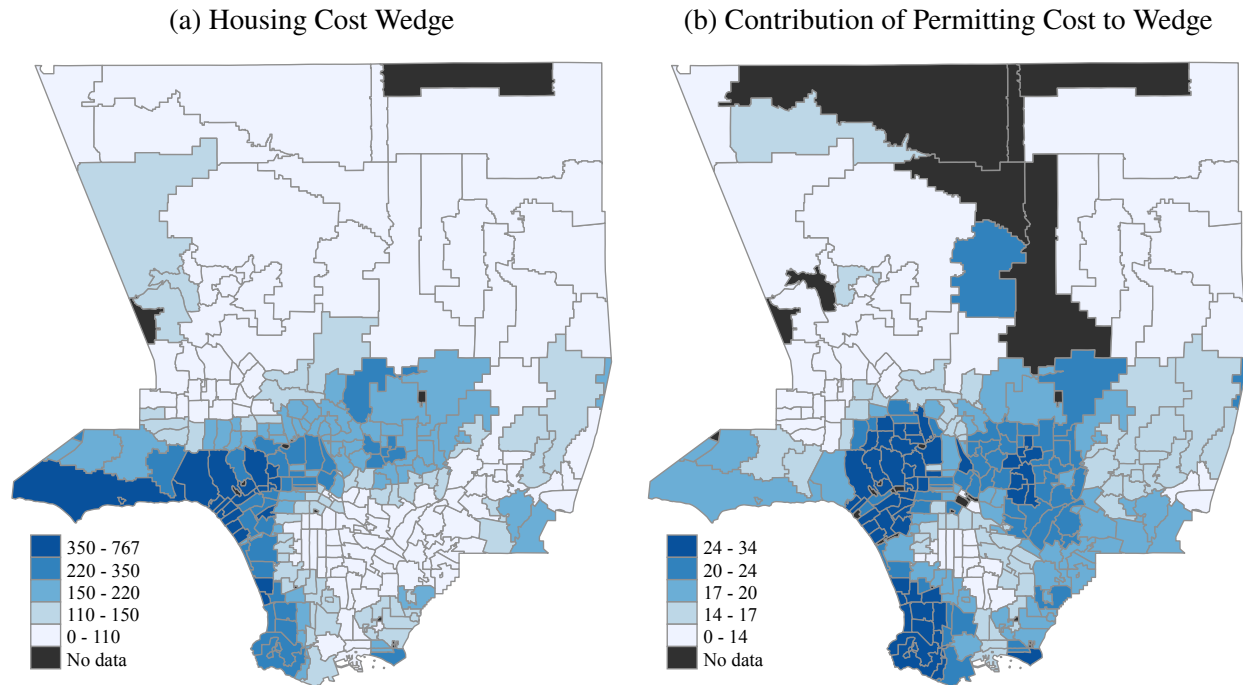 (a) Housing Cost Wedge
(b) Contribution of Permitting Cost to Wedge
350 - 767
220 - 350
150 - 220
110 - 150
0 - 110
No data
24 - 34
20 - 24
17 - 20
14 - 17
0 - 14
No data